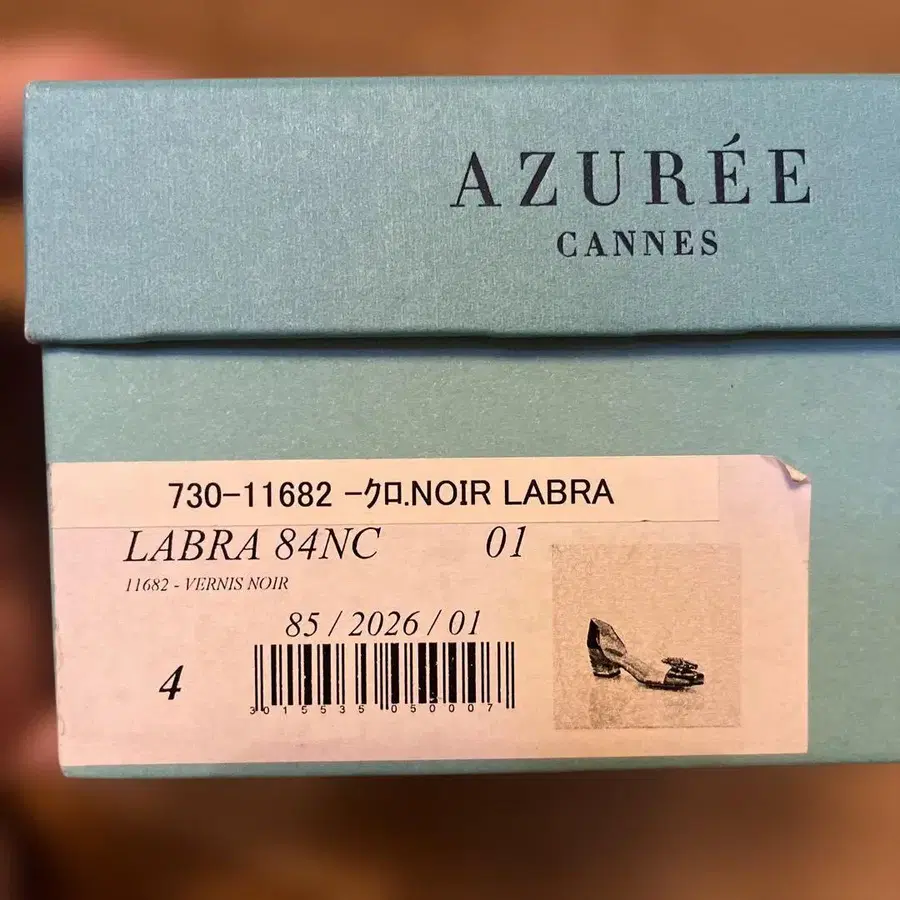 AZURÉE
CANNES
730-11682 -ｸﾛ.NOIR LABRA
LABRA 84NC 01
11682 - VERNIS NOIR
85 / 2026 / 01
4
3015535050007